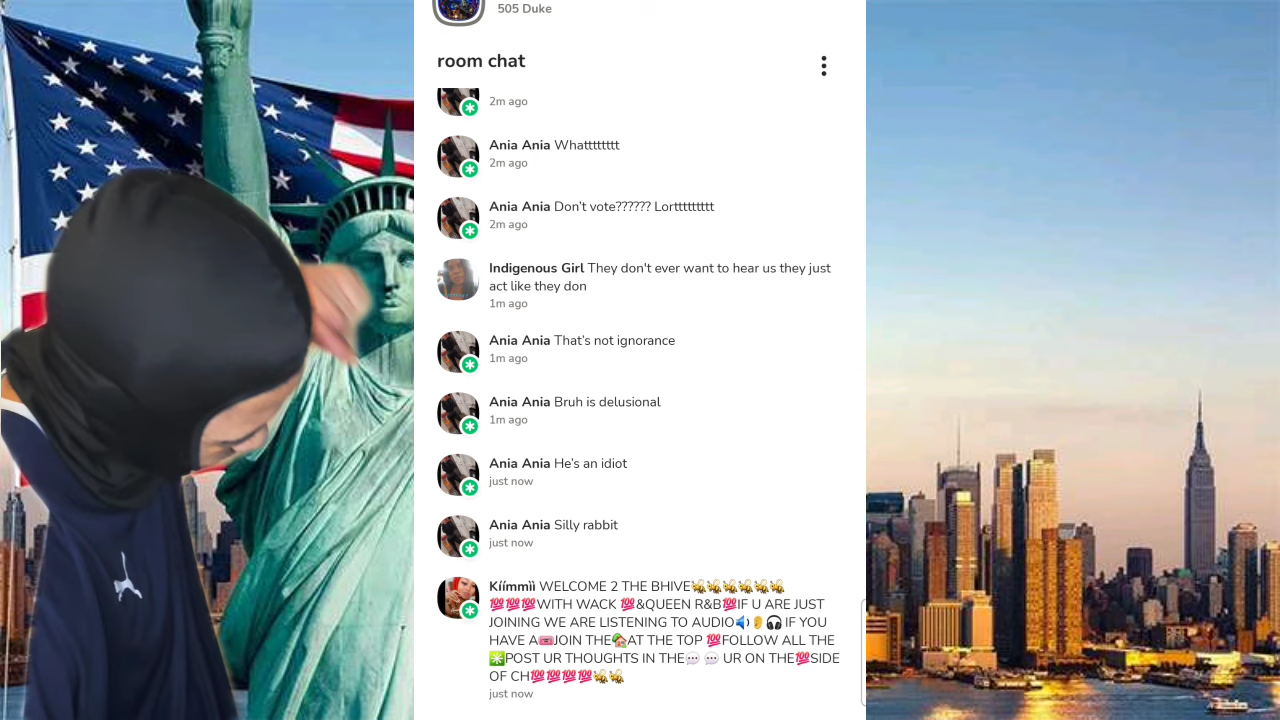 505 Duke
room chat
2m ago
Ania Ania Whatttttttt
2m ago
Ania Ania Don't vote?????? Lorttttttttt
2m ago
Indigenous Girl They don't ever want to hear us they just
act like they don
1m ago
Ania Ania That's not ignorance
1m ago
Ania Ania Bruh is delusional
1m ago
Ania Ania He's an idiot
just now
Ania Ania Silly rabbit
just now
Kíímmìì WELCOME 2 THE BHIVE🐝🐝🐝🐝🐝🐝
💯💯💯WITH WACK 💯&QUEEN R&B💯IF U ARE JUST
JOINING WE ARE LISTENING TO AUDIO🔊👂🎧 IF YOU
HAVE A🎟️JOIN THE🏡AT THE TOP 💯FOLLOW ALL THE
✳️POST UR THOUGHTS IN THE💬 💬 UR ON THE💯SIDE
OF CH💯💯💯💯🐝🐝
just now